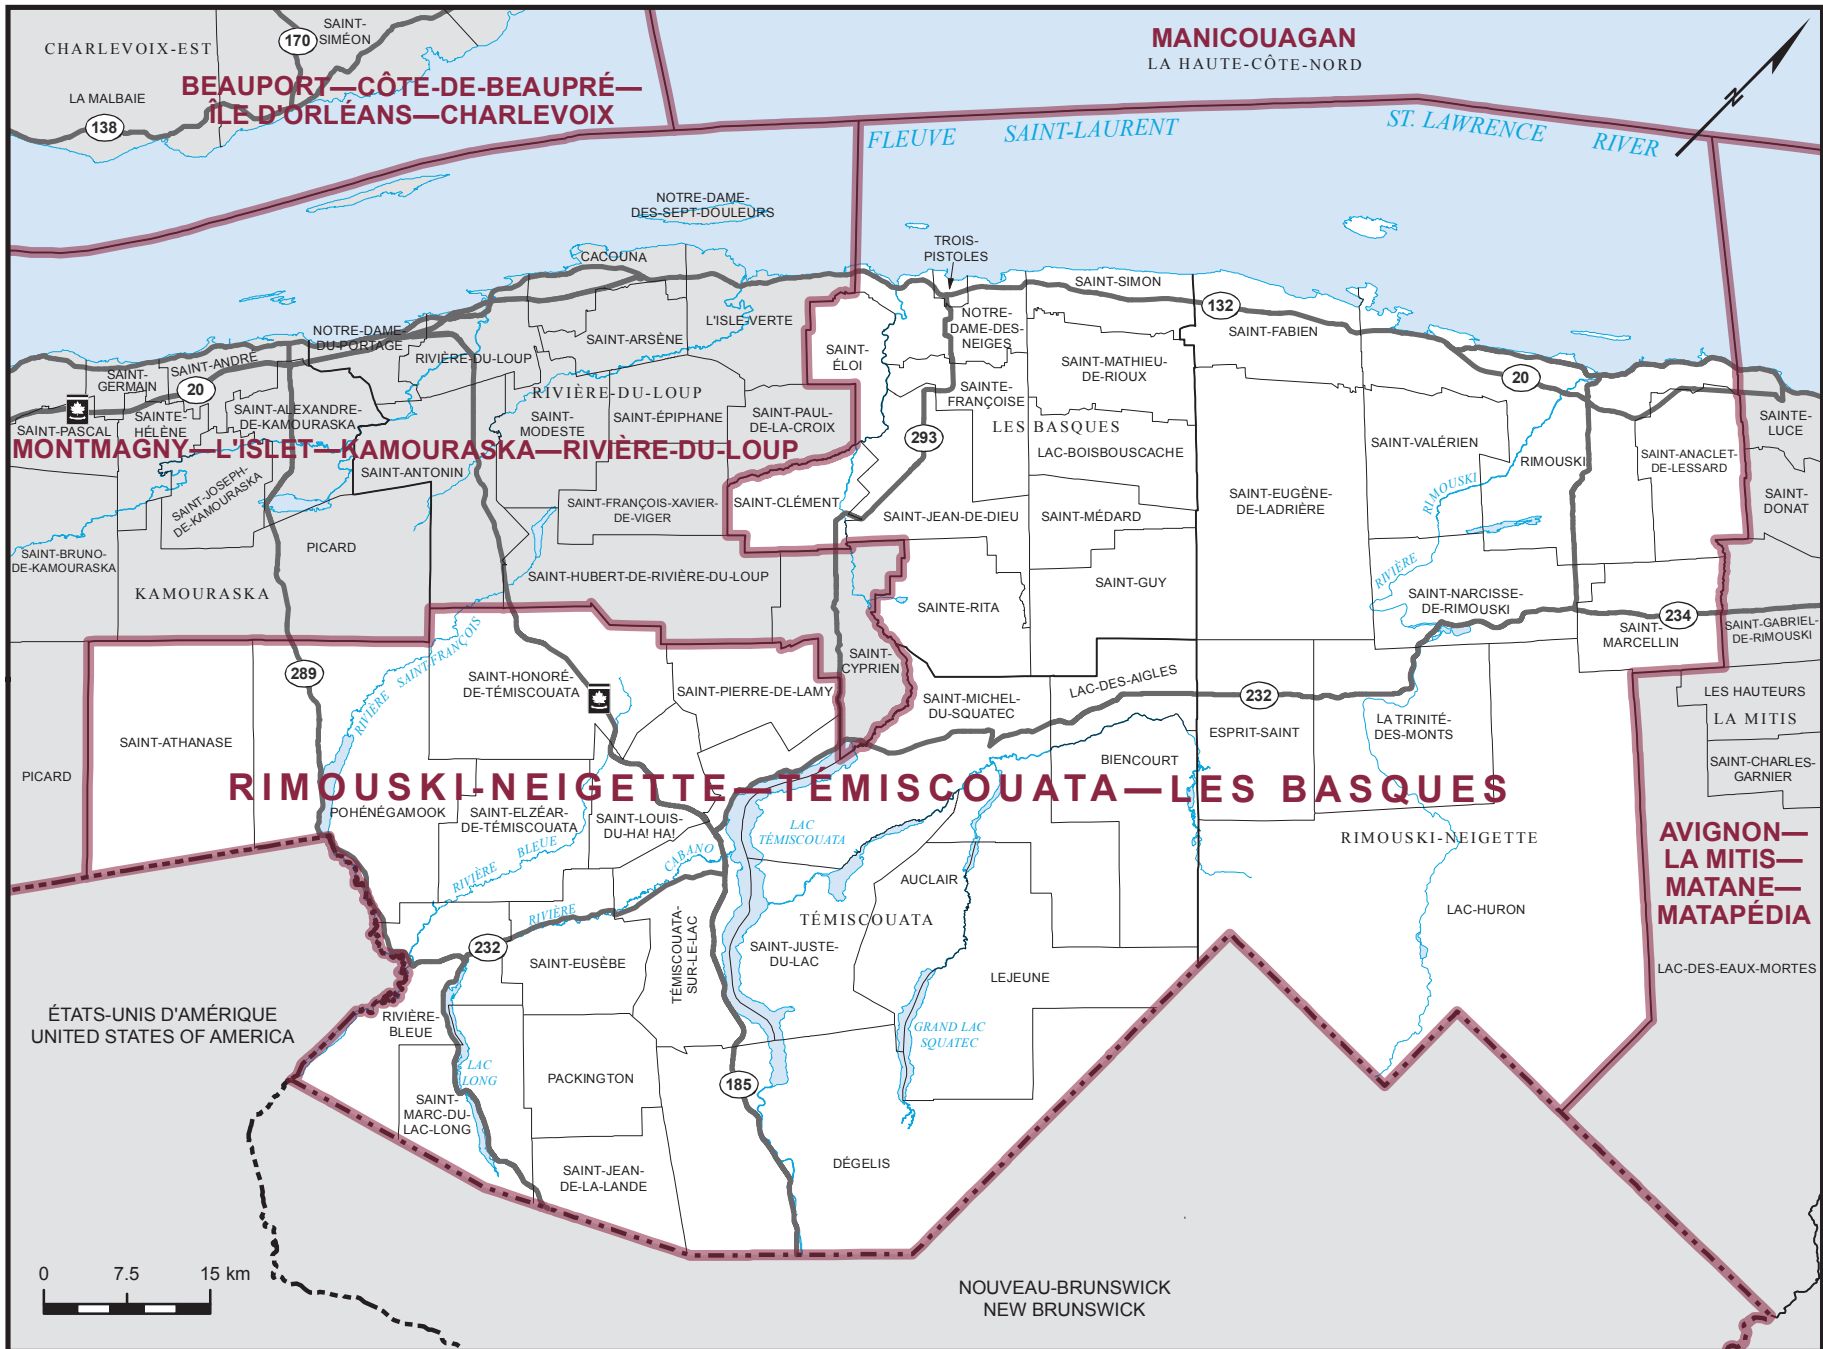 SAINT-
SIMÉON
170
CHARLEVOIX-EST
BEAUPORT—CÔTE-DE-BEAUPRÉ—
ÎLE D'ORLÉANS—CHARLEVOIX
LA MALBAIE
138
MANICOUAGAN
LA HAUTE-CÔTE-NORD
N
FLEUVE SAINT-LAURENT
ST. LAWRENCE RIVER
NOTRE-DAME-
DES-SEPT-DOULEURS
CACOUNA
TROIS-
PISTOLES
SAINT-SIMON
132
SAINT-FABIEN
L'ISLE-VERTE
SAINT-ARSÈNE
NOTRE-DAME-
DU-PORTAGE
RIVIÈRE-DU-LOUP
SAINT-ANDRÉ
SAINT-
GERMAIN
20
SAINT-PASCAL
SAINTE-
HÉLÈNE
SAINT-ALEXANDRE-
DE-KAMOURASKA
RIVIÈRE-DU-LOUP
SAINT-
MODESTE
SAINT-ÉPIPHANE
SAINT-PAUL-
DE-LA-CROIX
SAINT-
ÉLOI
NOTRE-
DAME-DES-
NEIGES
SAINTE-
FRANÇOISE
SAINT-MATHIEU-
DE-RIOUX
20
LES BASQUES
293
LAC-BOISBOUSCACHE
SAINT-VALÉRIEN
RIMOUSKI
SAINT-ANACLET-
DE-LESSARD
SAINTE-
LUCE
MONTMAGNY—L'ISLET—KAMOURASKA—RIVIÈRE-DU-LOUP
SAINT-ANTONIN
SAINT-JOSEPH-
DE-KAMOURASKA
SAINT-FRANÇOIS-XAVIER-
DE-VIGER
SAINT-CLÉMENT
SAINT-JEAN-DE-DIEU
SAINT-MÉDARD
SAINT-EUGÈNE-
DE-LADRIÈRE
RIVIÈRE RIMOUSKI
SAINT-
DONAT
SAINT-BRUNO-
DE-KAMOURASKA
PICARD
KAMOURASKA
SAINT-HUBERT-DE-RIVIÈRE-DU-LOUP
SAINTE-RITA
SAINT-GUY
SAINT-NARCISSE-
DE-RIMOUSKI
SAINT-
MARCELLIN
234
SAINT-GABRIEL-
DE-RIMOUSKI
SAINT-
CYPRIEN
289
RIVIÈRE SAINT-FRANÇOIS
SAINT-HONORÉ-
DE-TÉMISCOUATA
SAINT-PIERRE-DE-LAMY
SAINT-MICHEL-
DU-SQUATEC
LAC-DES-AIGLES
232
ESPRIT-SAINT
LA TRINITÉ-
DES-MONTS
LES HAUTEURS
LA MITIS
SAINT-CHARLES-
GARNIER
SAINT-ATHANASE
PICARD
BIENCOURT
RIMOUSKI-NEIGETTE—TÉMISCOUATA—LES BASQUES
POHÉNÉGAMOOK
SAINT-ELZÉAR-
DE-TÉMISCOUATA
SAINT-LOUIS-
DU-HA! HA!
LAC
TÉMISCOUATA
RIMOUSKI-NEIGETTE
AVIGNON—
LA MITIS—
MATANE—
MATAPÉDIA
RIVIÈRE BLEUE
RIVIÈRE CABANO
AUCLAIR
TÉMISCOUATA
LAC-HURON
232
SAINT-EUSÈBE
TÉMISCOUATA-
SUR-LE-LAC
SAINT-JUSTE-
DU-LAC
LEJEUNE
LAC-DES-EAUX-MORTES
ÉTATS-UNIS D'AMÉRIQUE
UNITED STATES OF AMERICA
RIVIÈRE-
BLEUE
GRAND LAC
SQUATEC
LAC
LONG
PACKINGTON
185
SAINT-
MARC-DU-
LAC-LONG
SAINT-JEAN-
DE-LA-LANDE
DÉGELIS
0 7.5 15 km
NOUVEAU-BRUNSWICK
NEW BRUNSWICK